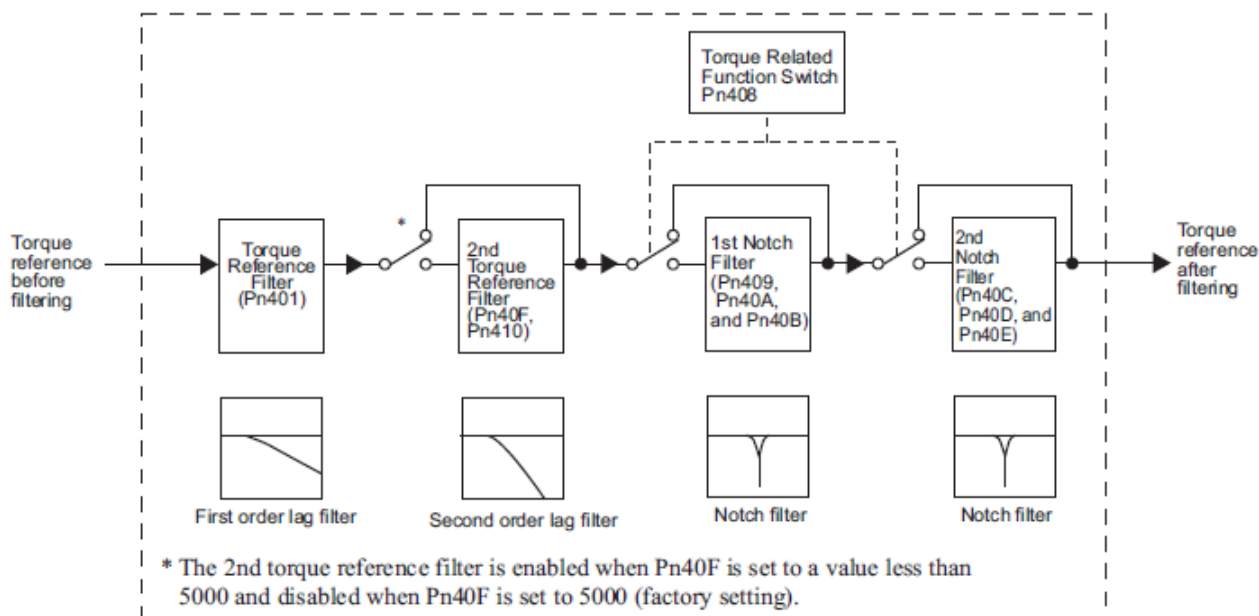 Torque Related
Function Switch
Pn408
Torque
reference
before
filtering
Torque
Reference
Filter
(Pn401)
*
2nd
Torque
Reference
Filter
(Pn40F,
Pn410)
1st Notch
Filter
(Pn409,
Pn40A,
and Pn40B)
2nd
Notch
Filter
(Pn40C,
Pn40D, and
Pn40E)
Torque
reference
after
filtering
First order lag filter
Second order lag filter
Notch filter
Notch filter
* The 2nd torque reference filter is enabled when Pn40F is set to a value less than
5000 and disabled when Pn40F is set to 5000 (factory setting).